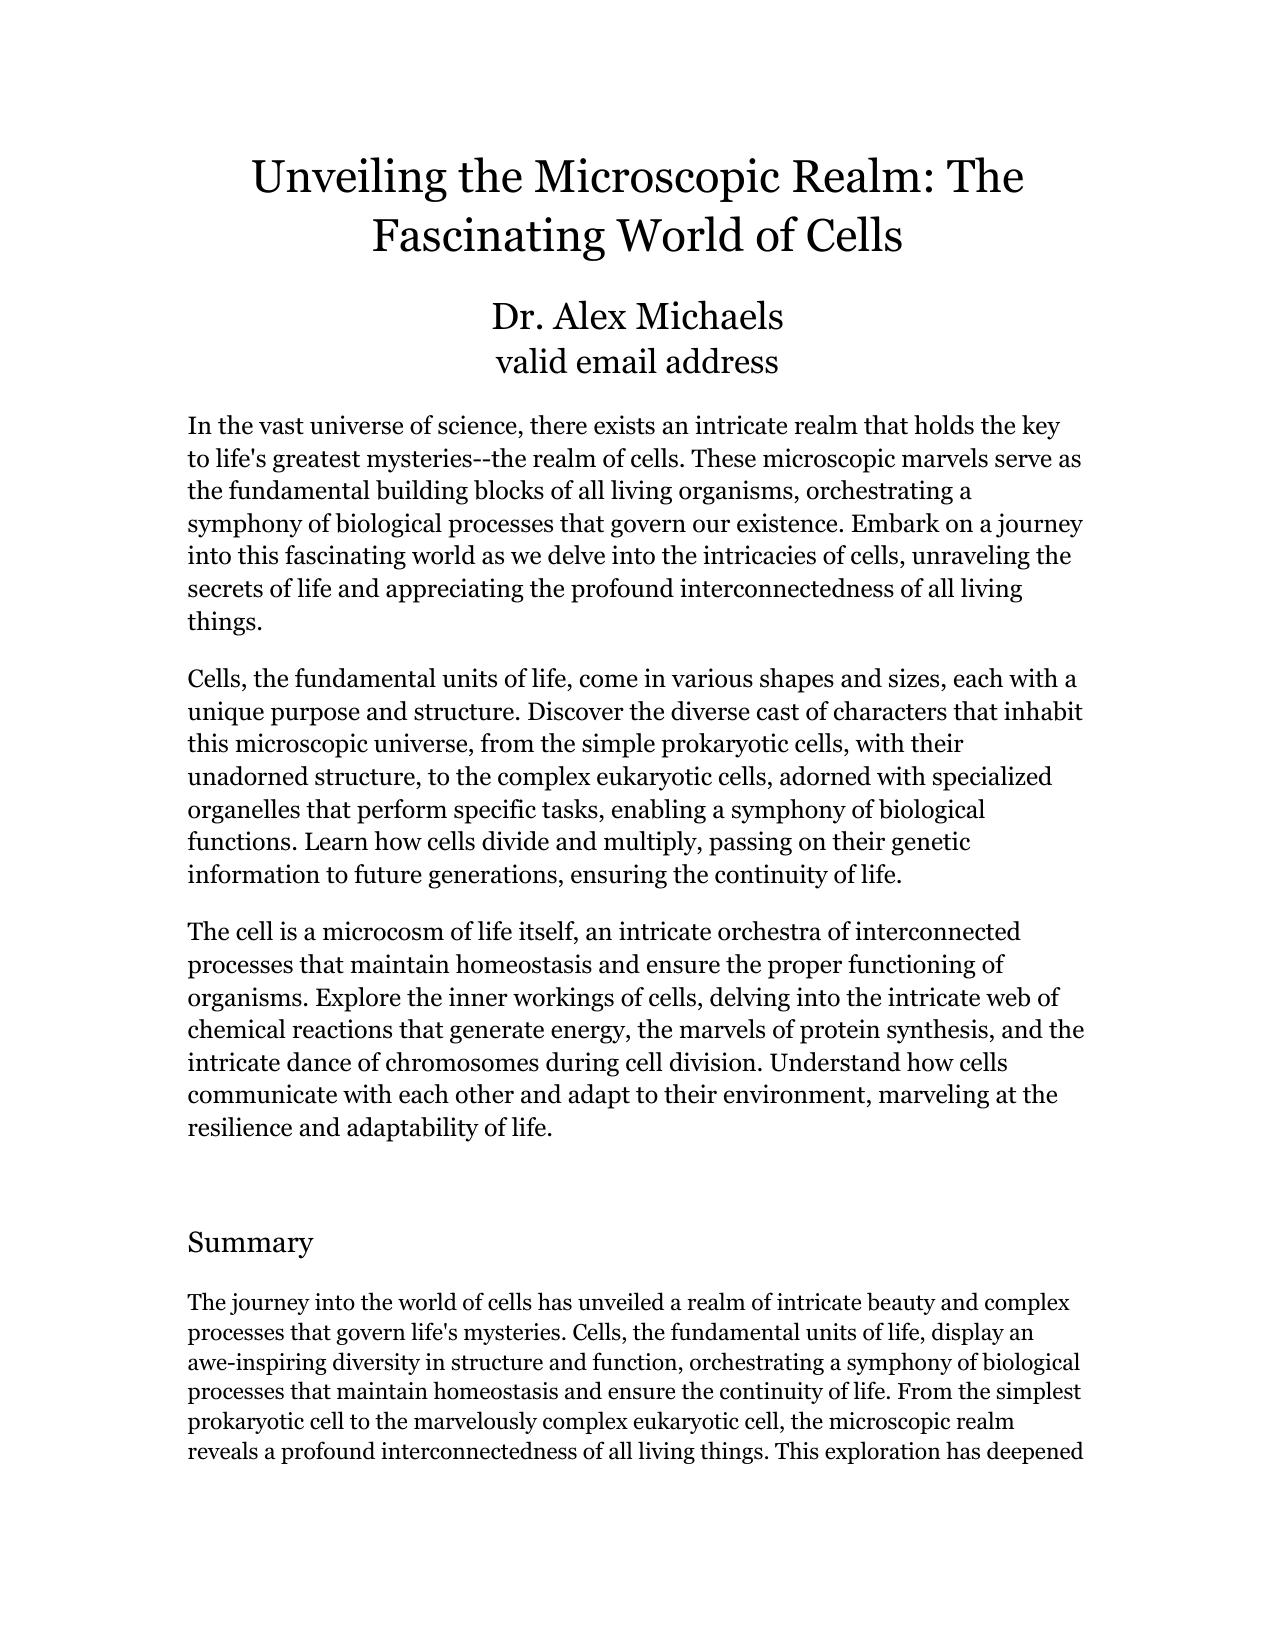 Unveiling the Microscopic Realm: The
Fascinating World of Cells
Dr. Alex Michaels
valid email address
In the vast universe of science, there exists an intricate realm that holds the key
to life's greatest mysteries--the realm of cells. These microscopic marvels serve as
the fundamental building blocks of all living organisms, orchestrating a
symphony of biological processes that govern our existence. Embark on a journey
into this fascinating world as we delve into the intricacies of cells, unraveling the
secrets of life and appreciating the profound interconnectedness of all living
things.
Cells, the fundamental units of life, come in various shapes and sizes, each with a
unique purpose and structure. Discover the diverse cast of characters that inhabit
this microscopic universe, from the simple prokaryotic cells, with their
unadorned structure, to the complex eukaryotic cells, adorned with specialized
organelles that perform specific tasks, enabling a symphony of biological
functions. Learn how cells divide and multiply, passing on their genetic
information to future generations, ensuring the continuity of life.
The cell is a microcosm of life itself, an intricate orchestra of interconnected
processes that maintain homeostasis and ensure the proper functioning of
organisms. Explore the inner workings of cells, delving into the intricate web of
chemical reactions that generate energy, the marvels of protein synthesis, and the
intricate dance of chromosomes during cell division. Understand how cells
communicate with each other and adapt to their environment, marveling at the
resilience and adaptability of life.
Summary
The journey into the world of cells has unveiled a realm of intricate beauty and complex
processes that govern life's mysteries. Cells, the fundamental units of life, display an
awe-inspiring diversity in structure and function, orchestrating a symphony of biological
processes that maintain homeostasis and ensure the continuity of life. From the simplest
prokaryotic cell to the marvelously complex eukaryotic cell, the microscopic realm
reveals a profound interconnectedness of all living things. This exploration has deepened